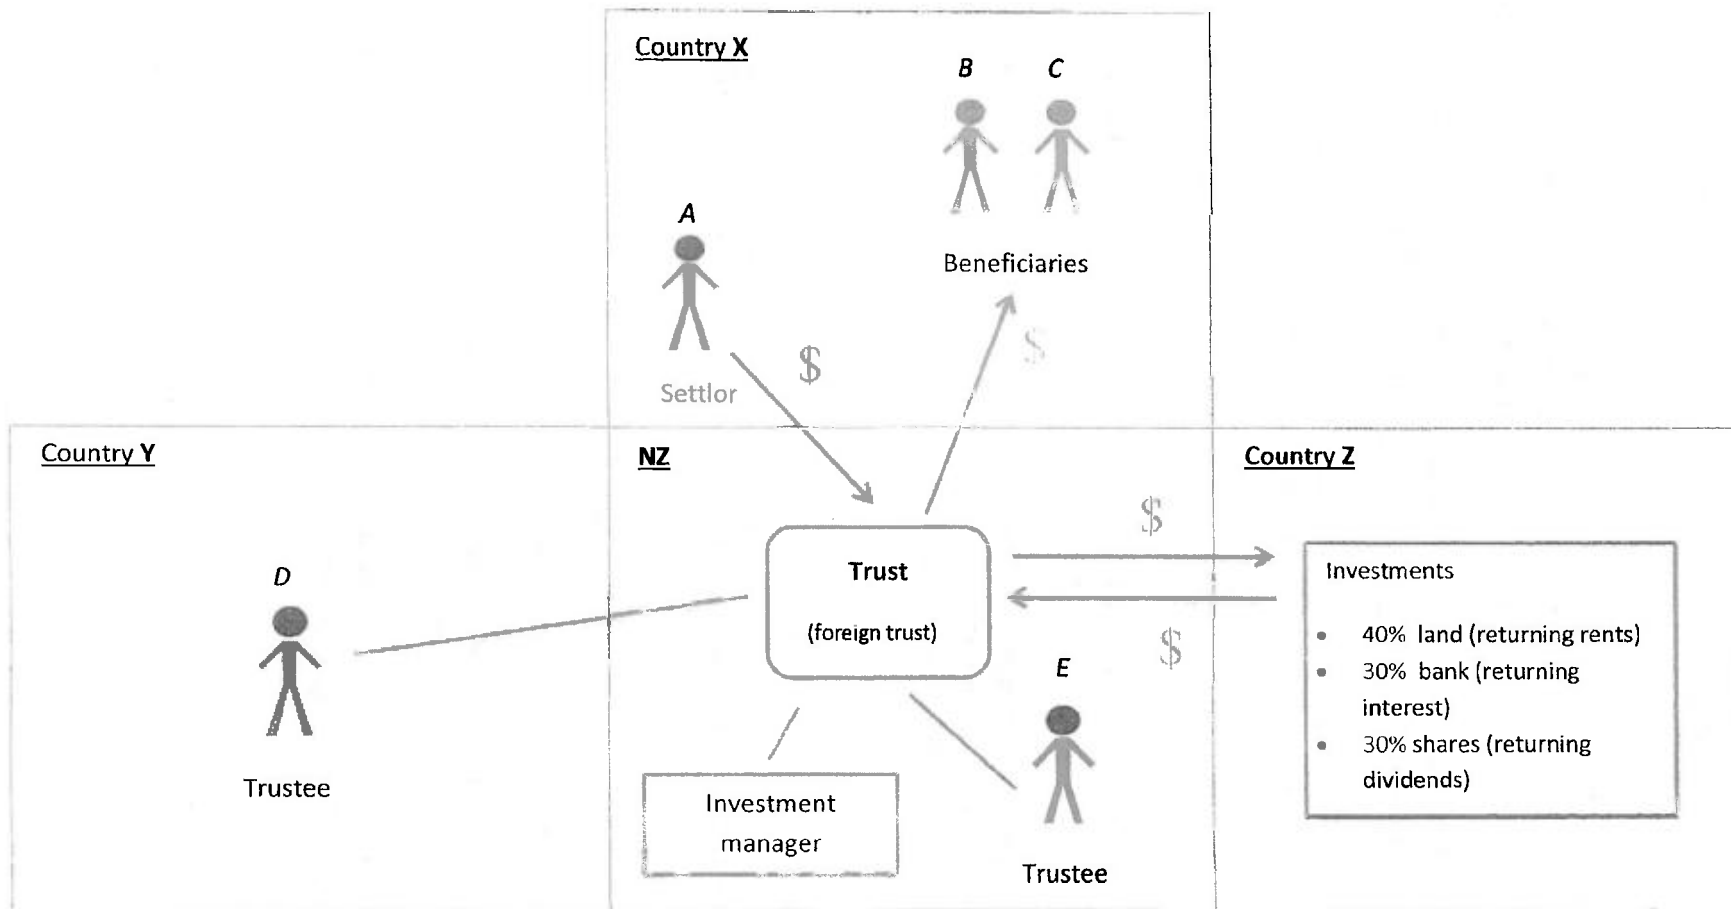 Country X
B
C
A
Beneficiaries
$
$
Settlor
Country Y
NZ
Country Z
$
D
Trust
(foreign trust)
$
E
Investments
• 40% land (returning rents)
• 30% bank (returning
interest)
• 30% shares (returning
dividends)
Trustee
Investment
manager
Trustee